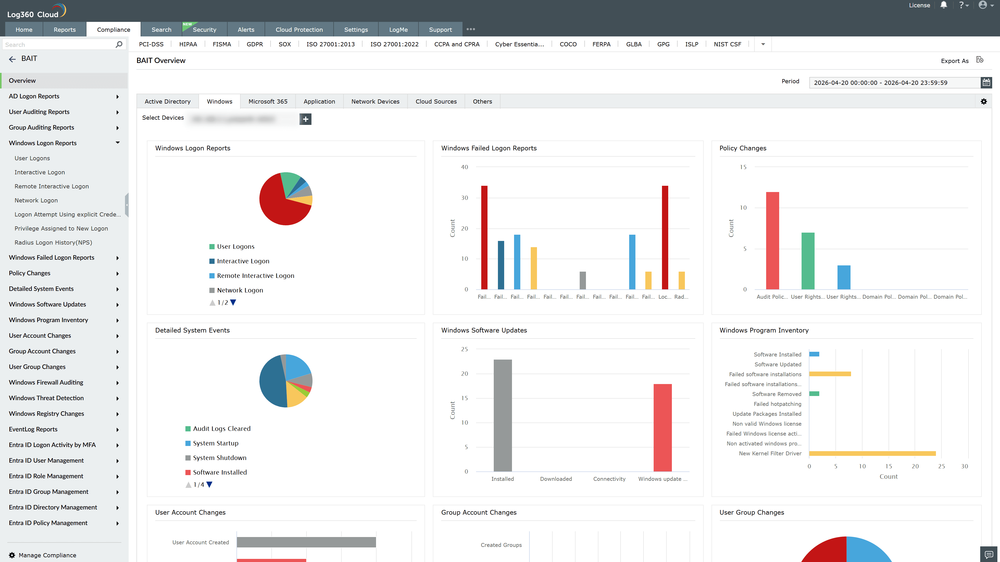 Log360 Cloud
License
?
Home
Reports
Compliance
Search
NEW
Security
Alerts
Cloud Protection
Settings
LogMe
Support
Search
PCI-DSS
HIPAA
FISMA
GDPR
SOX
ISO 27001:2013
ISO 27001:2022
CCPA and CPRA
Cyber Essentia...
COCO
FERPA
GLBA
GPG
ISLP
NIST CSF
BAIT
Overview
AD Logon Reports
User Auditing Reports
Group Auditing Reports
Windows Logon Reports
User Logons
Interactive Logon
Remote Interactive Logon
Network Logon
Logon Attempt Using explicit Crede...
Privilege Assigned to New Logon
Radius Logon History(NPS)
Windows Failed Logon Reports
Policy Changes
Detailed System Events
Windows Software Updates
Windows Program Inventory
User Account Changes
Group Account Changes
User Group Changes
Windows Firewall Auditing
Windows Threat Detection
Windows Registry Changes
EventLog Reports
Entra ID Logon Activity by MFA
Entra ID User Management
Entra ID Role Management
Entra ID Group Management
Entra ID Directory Management
Entra ID Policy Management
Manage Compliance
BAIT Overview
Export As
Period
2026-04-20 00:00:00 - 2026-04-20 23:59:59
Active Directory
Windows
Microsoft 365
Application
Network Devices
Cloud Sources
Others
Select Devices
Windows Logon Reports
User Logons
Interactive Logon
Remote Interactive Logon
Network Logon
1/2
Windows Failed Logon Reports
40
30
20
10
0
Count
Fail...
Fail...
Fail...
Fail...
Fail...
Fail...
Fail...
Fail...
Fail...
Fail...
Fail...
Loc...
Rad...
Policy Changes
15
10
5
0
Count
Audit Polic...
User Rights...
User Rights...
Domain Pol...
Domain Pol...
Domain Pol...
Detailed System Events
Audit Logs Cleared
System Startup
System Shutdown
Software Installed
1/4
Windows Software Updates
25
20
15
10
5
0
Count
Installed
Downloaded
Connectivity
Windows update ...
Windows Program Inventory
Software Installed
Software Updated
Failed software installations
Failed software installations...
Software Removed
Failed hotpatching
Update Packages Installed
Non valid Windows license
Failed Windows license acti...
Non activated windows pro...
New Kernel Filter Driver
0
5
10
15
20
25
30
Count
User Account Changes
User Account Created
Group Account Changes
Created Groups
User Group Changes